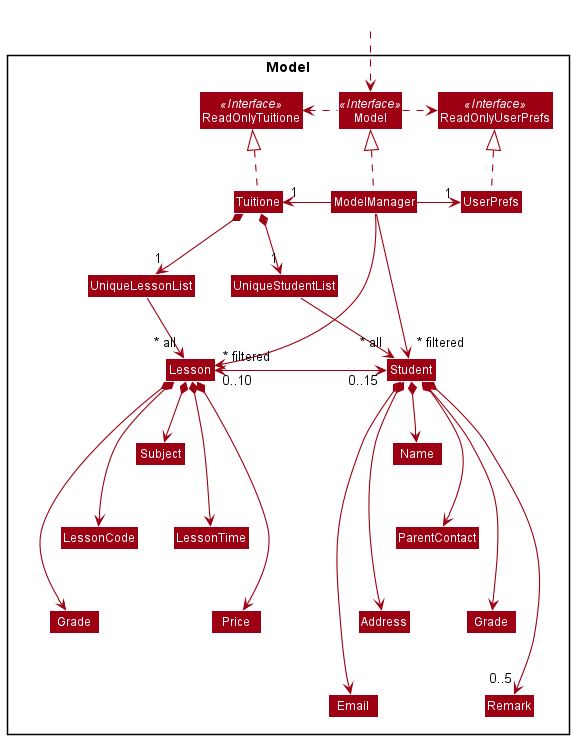 Model
«Interface»
ReadOnlyTuitione
«Interface»
Model
«Interface»
ReadOnlyUserPrefs
Tuitione
1
ModelManager
1
UserPrefs
1
UniqueLessonList
1
UniqueStudentList
* all
* filtered
* all
* filtered
Lesson
0..10
0..15
Student
Subject
Name
LessonCode
LessonTime
ParentContact
Grade
Price
Address
Grade
0..5
Email
Remark